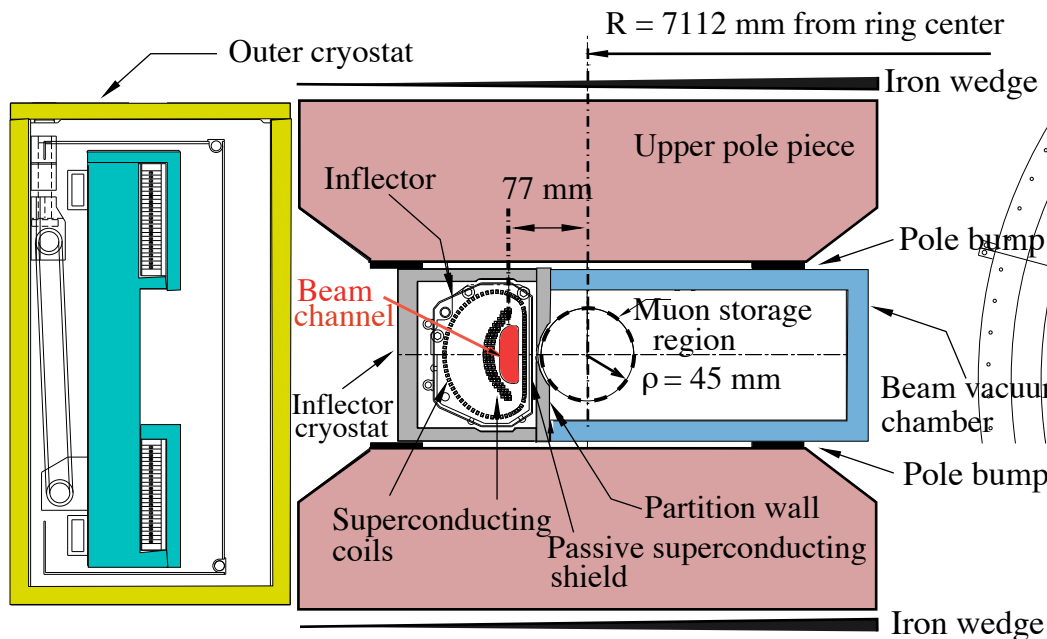 R = 7112 mm from ring center
Outer cryostat
Iron wedge
Upper pole piece
Inflector
77 mm
Pole bump
Beam
channel
Muon storage
region
ρ = 45 mm
Inflector
cryostat
Beam vacuum
chamber
Pole bump
Superconducting
coils
Partition wall
Passive superconducting
shield
Iron wedge